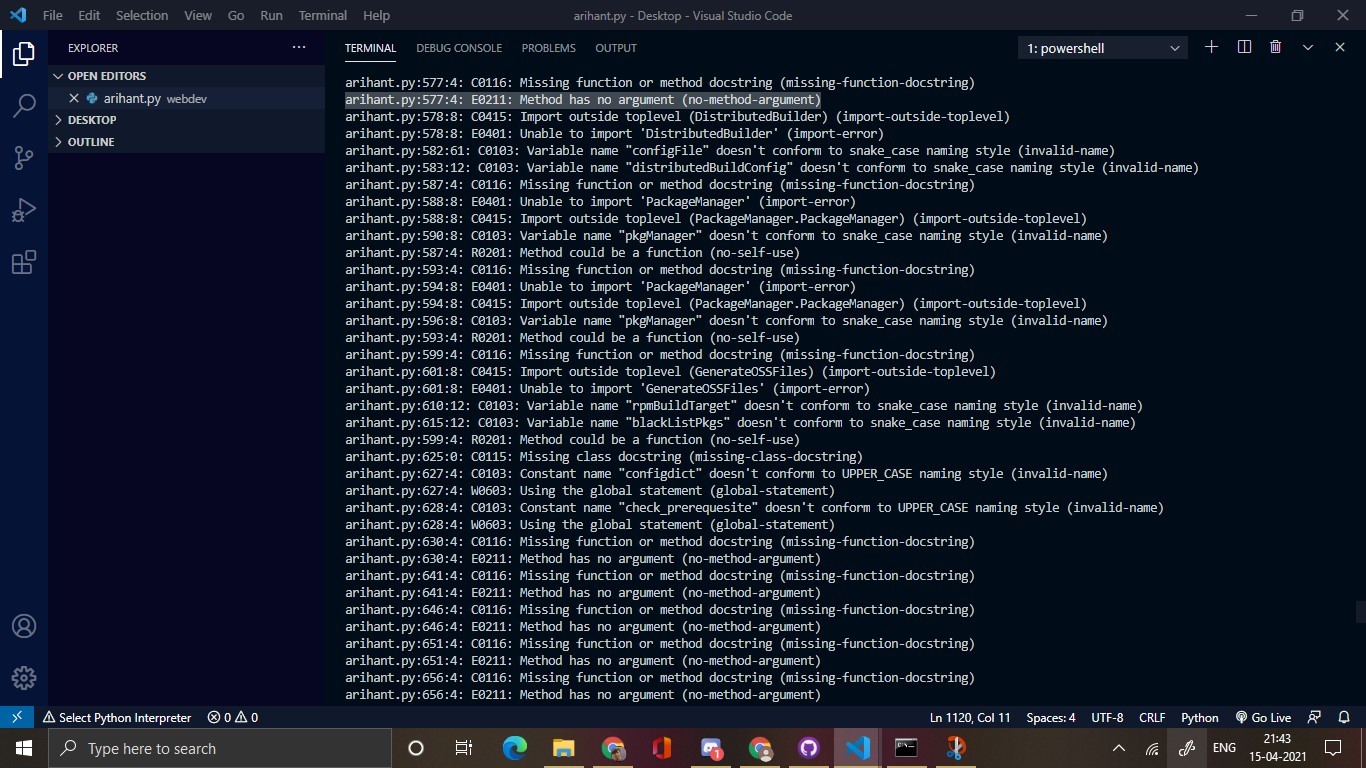 File Edit Selection View Go Run Terminal Help
arihant.py - Desktop - Visual Studio Code
EXPLORER
OPEN EDITORS
arihant.py webdev
DESKTOP
OUTLINE
TERMINAL DEBUG CONSOLE PROBLEMS OUTPUT
1: powershell
arihant.py:577:4: C0116: Missing function or method docstring (missing-function-docstring)
arihant.py:577:4: E0211: Method has no argument (no-method-argument)
arihant.py:578:8: C0415: Import outside toplevel (DistributedBuilder) (import-outside-toplevel)
arihant.py:578:8: E0401: Unable to import 'DistributedBuilder' (import-error)
arihant.py:582:61: C0103: Variable name "configFile" doesn't conform to snake_case naming style (invalid-name)
arihant.py:583:12: C0103: Variable name "distributedBuildConfig" doesn't conform to snake_case naming style (invalid-name)
arihant.py:587:4: C0116: Missing function or method docstring (missing-function-docstring)
arihant.py:588:8: E0401: Unable to import 'PackageManager' (import-error)
arihant.py:588:8: C0415: Import outside toplevel (PackageManager.PackageManager) (import-outside-toplevel)
arihant.py:590:8: C0103: Variable name "pkgManager" doesn't conform to snake_case naming style (invalid-name)
arihant.py:587:4: R0201: Method could be a function (no-self-use)
arihant.py:593:4: C0116: Missing function or method docstring (missing-function-docstring)
arihant.py:594:8: E0401: Unable to import 'PackageManager' (import-error)
arihant.py:594:8: C0415: Import outside toplevel (PackageManager.PackageManager) (import-outside-toplevel)
arihant.py:596:8: C0103: Variable name "pkgManager" doesn't conform to snake_case naming style (invalid-name)
arihant.py:593:4: R0201: Method could be a function (no-self-use)
arihant.py:599:4: C0116: Missing function or method docstring (missing-function-docstring)
arihant.py:601:8: C0415: Import outside toplevel (GenerateOSSFiles) (import-outside-toplevel)
arihant.py:601:8: E0401: Unable to import 'GenerateOSSFiles' (import-error)
arihant.py:610:12: C0103: Variable name "rpmBuildTarget" doesn't conform to snake_case naming style (invalid-name)
arihant.py:615:12: C0103: Variable name "blackListPkgs" doesn't conform to snake_case naming style (invalid-name)
arihant.py:599:4: R0201: Method could be a function (no-self-use)
arihant.py:625:0: C0115: Missing class docstring (missing-class-docstring)
arihant.py:627:4: C0103: Constant name "configdict" doesn't conform to UPPER_CASE naming style (invalid-name)
arihant.py:627:4: W0603: Using the global statement (global-statement)
arihant.py:628:4: C0103: Constant name "check_prerequesite" doesn't conform to UPPER_CASE naming style (invalid-name)
arihant.py:628:4: W0603: Using the global statement (global-statement)
arihant.py:630:4: C0116: Missing function or method docstring (missing-function-docstring)
arihant.py:630:4: E0211: Method has no argument (no-method-argument)
arihant.py:641:4: C0116: Missing function or method docstring (missing-function-docstring)
arihant.py:641:4: E0211: Method has no argument (no-method-argument)
arihant.py:646:4: C0116: Missing function or method docstring (missing-function-docstring)
arihant.py:646:4: E0211: Method has no argument (no-method-argument)
arihant.py:651:4: C0116: Missing function or method docstring (missing-function-docstring)
arihant.py:651:4: E0211: Method has no argument (no-method-argument)
arihant.py:656:4: C0116: Missing function or method docstring (missing-function-docstring)
arihant.py:656:4: E0211: Method has no argument (no-method-argument)
Select Python Interpreter 0 0 Ln 1120, Col 11 Spaces: 4 UTF-8 CRLF Python Go Live
Type here to search
1
ENG
21:43
15-04-2021